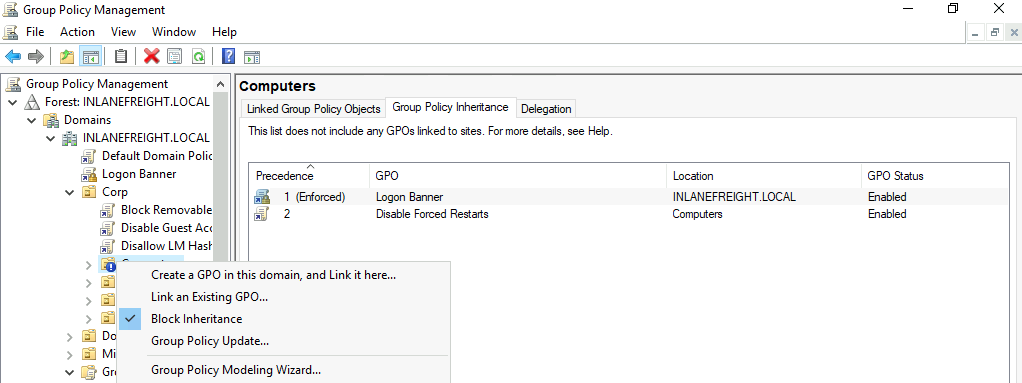 Group Policy Management
File Action View Window Help
Group Policy Management
Forest: INLANEFREIGHT.LOCAL
Domains
INLANEFREIGHT.LOCAL
Default Domain Polic
Logon Banner
Corp
Block Removable
Disable Guest Acc
Disallow LM Hash
Do
Mi
Gr
Create a GPO in this domain, and Link it here...
Link an Existing GPO...
Block Inheritance
Group Policy Update...
Group Policy Modeling Wizard...
Computers
Linked Group Policy Objects Group Policy Inheritance Delegation
This list does not include any GPOs linked to sites. For more details, see Help.
Precedence GPO Location GPO Status
1 (Enforced) Logon Banner INLANEFREIGHT.LOCAL Enabled
2 Disable Forced Restarts Computers Enabled